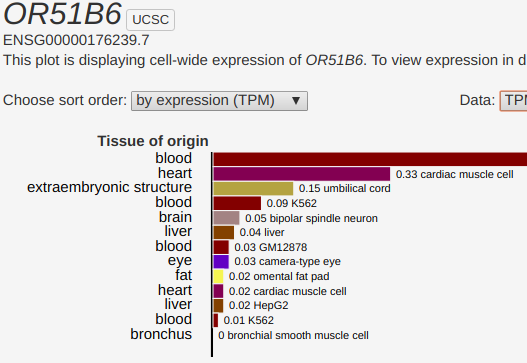 OR51B6 UCSC
ENSG00000176239.7
This plot is displaying cell-wide expression of OR51B6. To view expression in d
Choose sort order: by expression (TPM) ▼ Data: TPM
Tissue of origin
blood
heart 0.33 cardiac muscle cell
extraembryonic structure 0.15 umbilical cord
blood 0.09 K562
brain 0.05 bipolar spindle neuron
liver 0.04 liver
blood 0.03 GM12878
eye 0.03 camera-type eye
fat 0.02 omental fat pad
heart 0.02 cardiac muscle cell
liver 0.02 HepG2
blood 0.01 K562
bronchus 0 bronchial smooth muscle cell